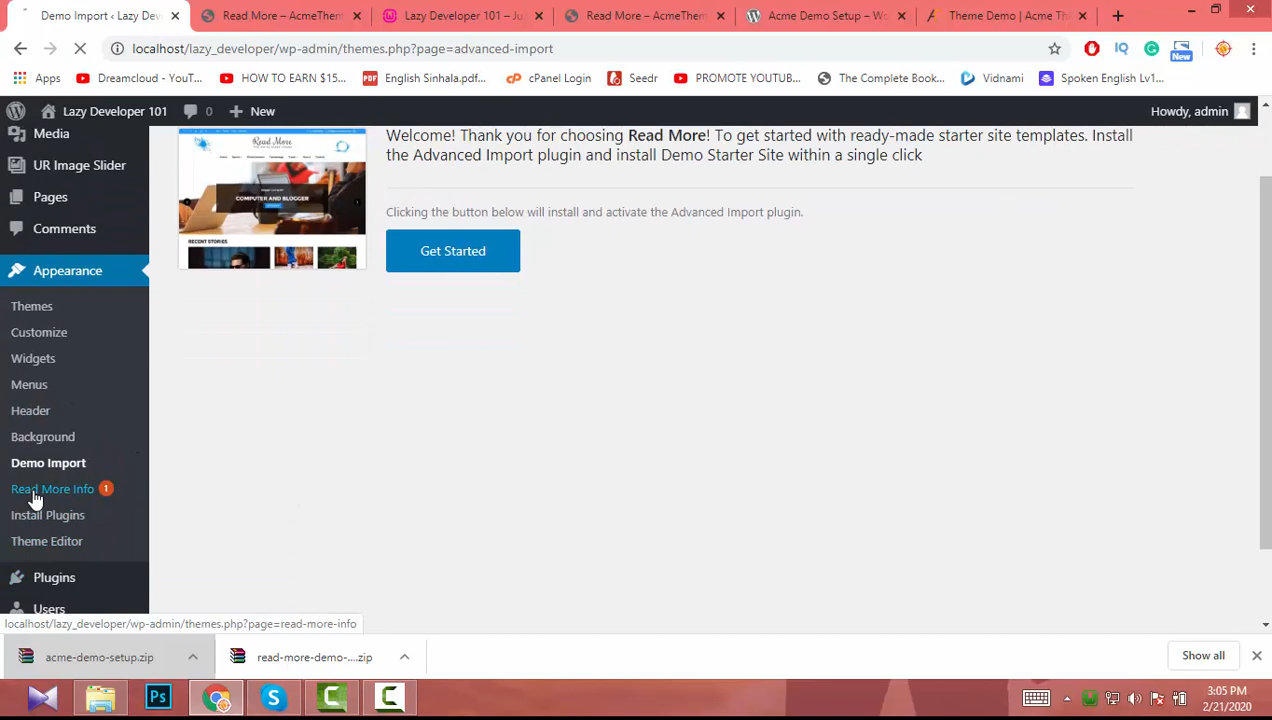 Demo Import ‹ Lazy Dev
Read More – AcmeThem
Lazy Developer 101 – Ju
Read More – AcmeThem
Acme Demo Setup – Wo
Theme Demo | Acme Th
localhost/lazy_developer/wp-admin/themes.php?page=advanced-import
Apps
Dreamcloud - YouT...
HOW TO EARN $15...
PDF English Sinhala.pdf...
cP cPanel Login
Seedr
PROMOTE YOUTUB...
The Complete Book...
Vidnami
Spoken English Lv1...
IQ
New
Lazy Developer 101
0
New
Howdy, admin
Media
UR Image Slider
Pages
Comments
Appearance
Themes
Customize
Widgets
Menus
Header
Background
Demo Import
Read More Info 1
Install Plugins
Theme Editor
Plugins
Users
Read More
COMPUTER AND BLOGGER
RECENT STORIES
Welcome! Thank you for choosing Read More! To get started with ready-made starter site templates. Install
the Advanced Import plugin and install Demo Starter Site within a single click
Clicking the button below will install and activate the Advanced Import plugin.
Get Started
localhost/lazy_developer/wp-admin/themes.php?page=read-more-info
acme-demo-setup.zip
read-more-demo-....zip
Show all
Ps
3:05 PM
2/21/2020